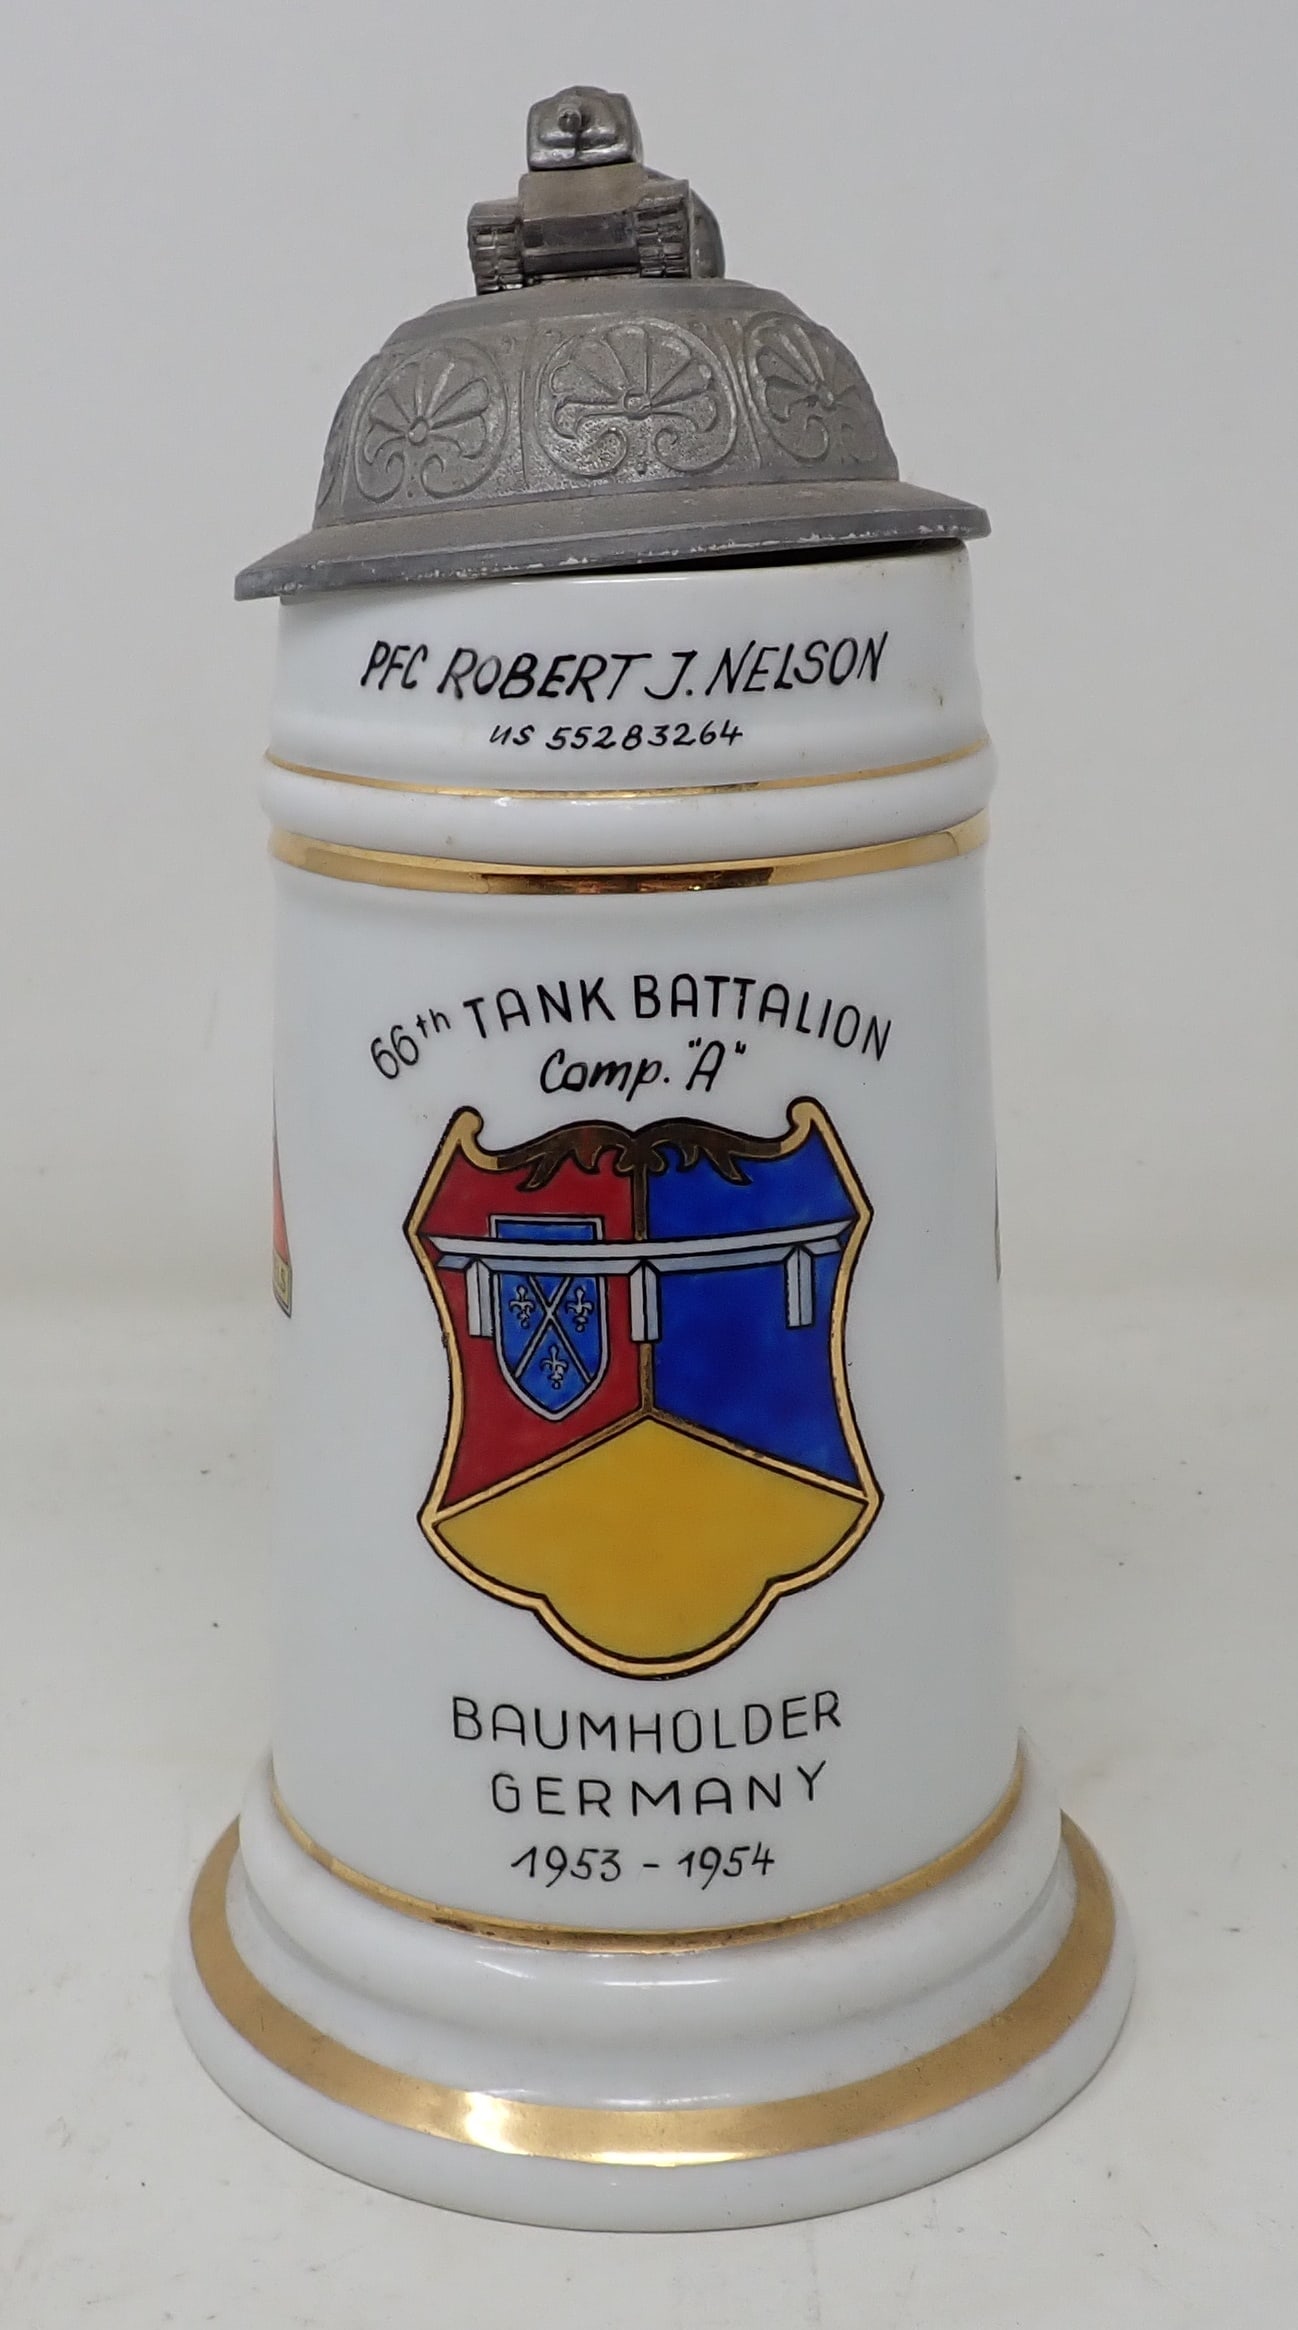 PFC ROBERT J. NELSON
US 55283264
66th TANK BATTALION
Comp. "A"
BAUMHOLDER
GERMANY
1953 - 1954